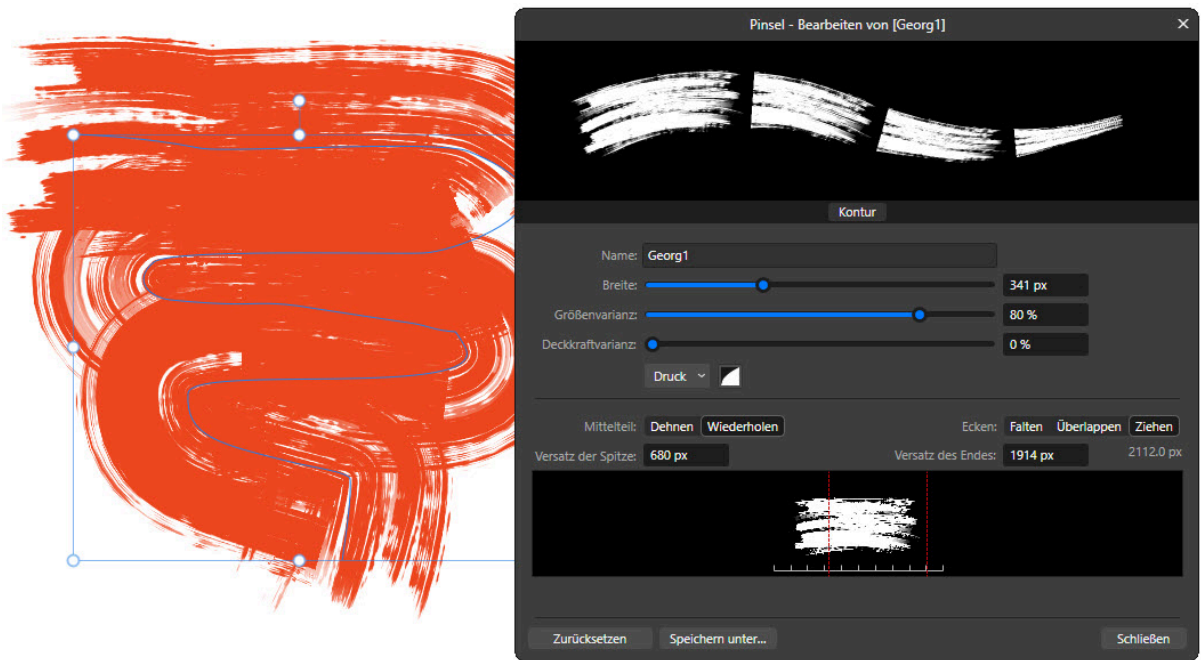 Pinsel - Bearbeiten von [Georg1]
Kontur
Name: Georg1
Breite: 341 px
Größenvarianz: 80 %
Deckkraftvarianz: 0 %
Druck
Mittelteil: Dehnen Wiederholen Ecken: Falten Überlappen Ziehen
Versatz der Spitze: 680 px Versatz des Endes: 1914 px 2112.0 px
Zurücksetzen Speichern unter... Schließen